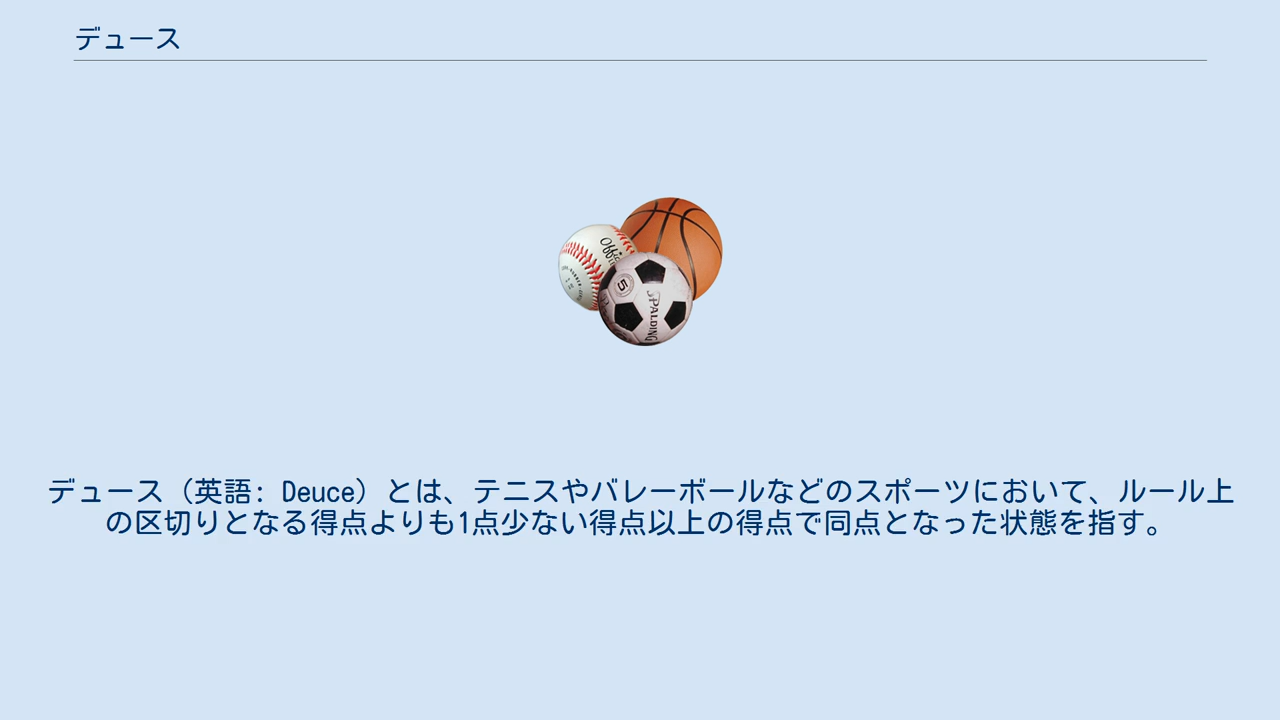 デュース
Offici
5
SPALDING
デュース（英語: Deuce）とは、テニスやバレーボールなどのスポーツにおいて、ルール上
の区切りとなる得点よりも1点少ない得点以上の得点で同点となった状態を指す。